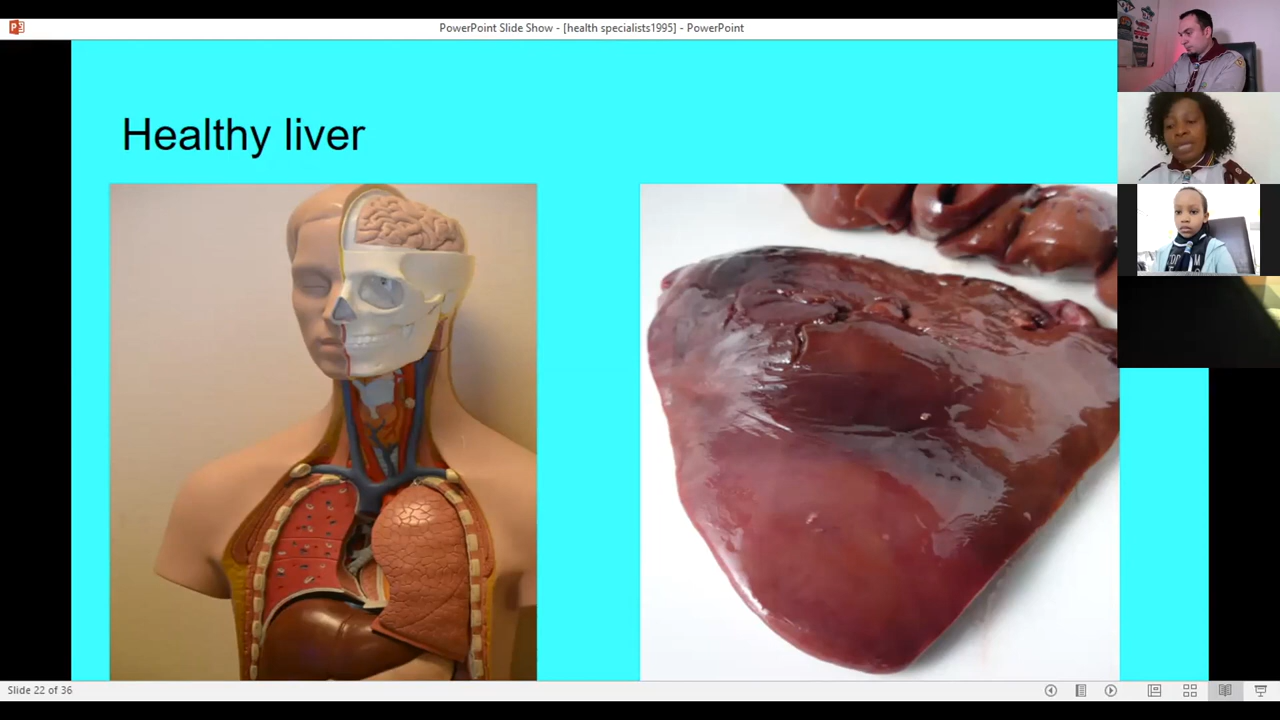 PowerPoint Slide Show - [health specialists1995] - PowerPoint
Healthy liver
Slide 22 of 36